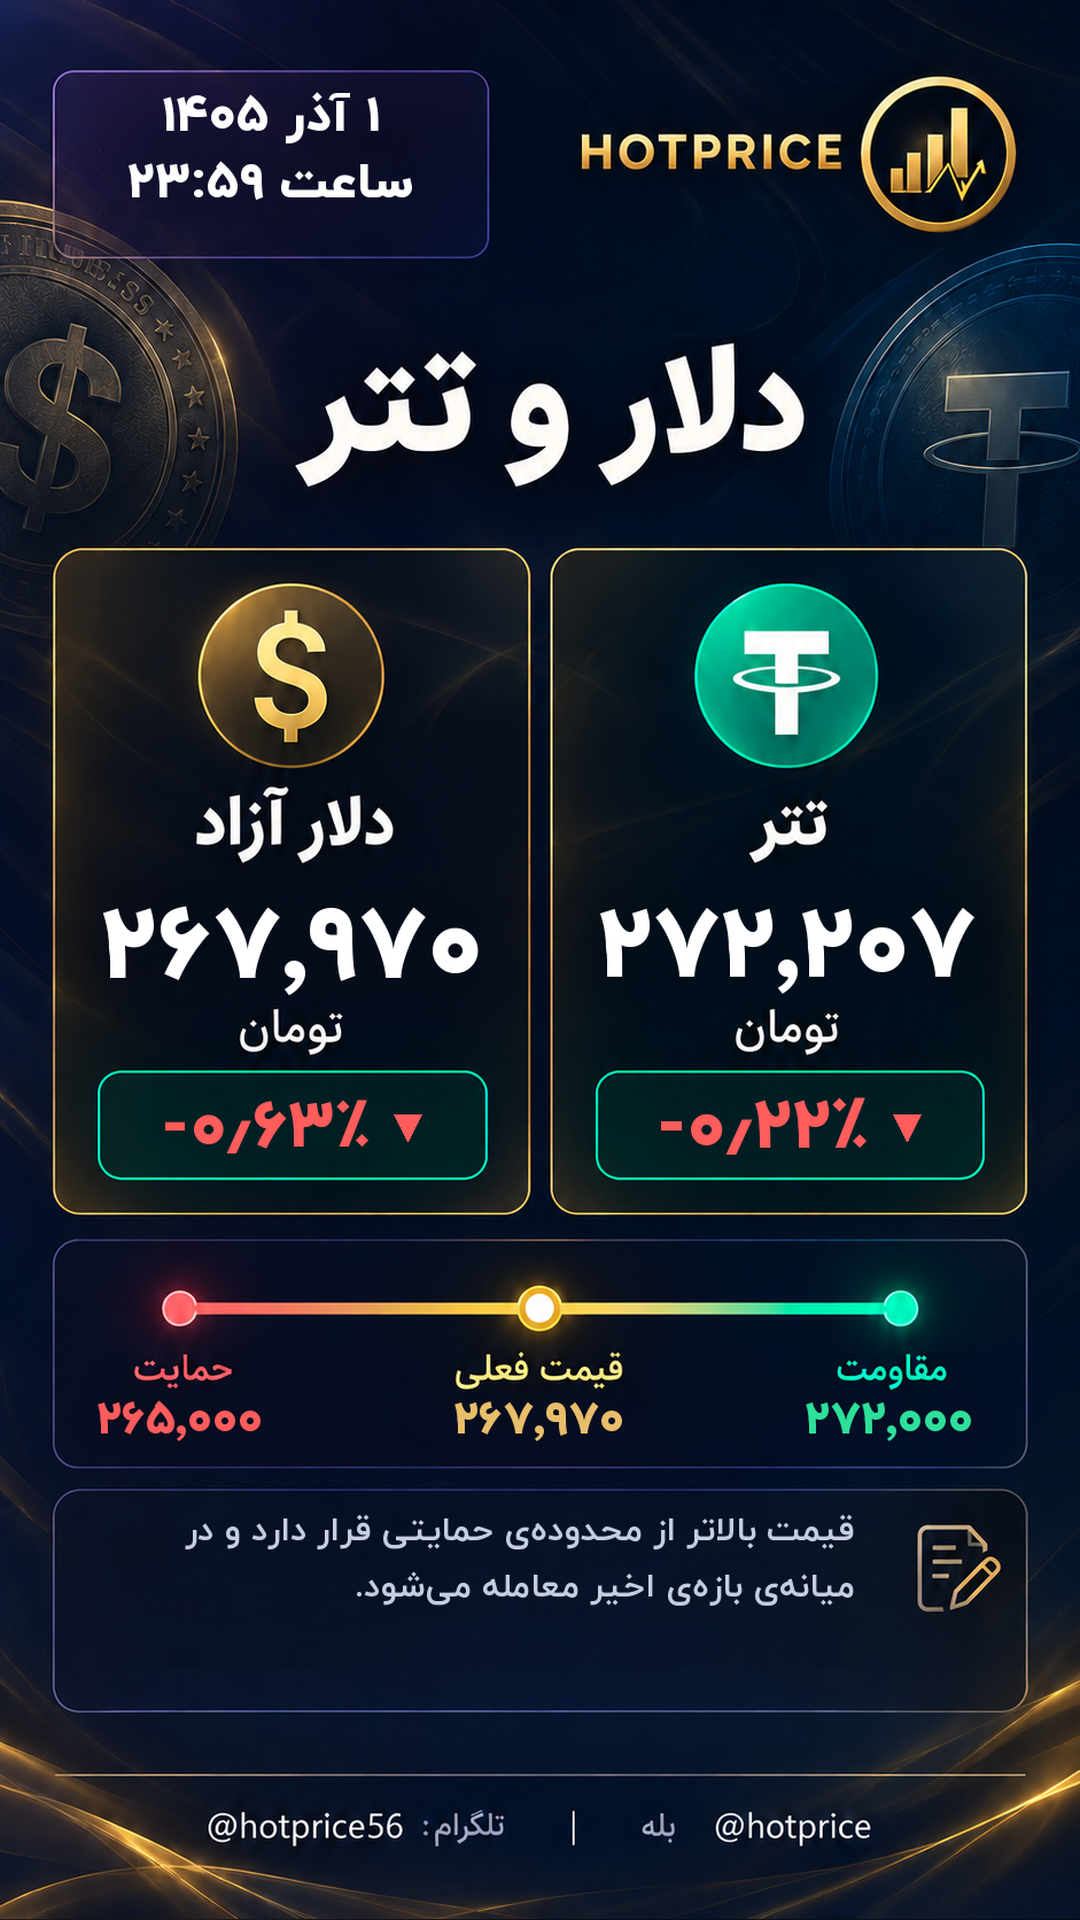 HOTPRICE
۱ آذر ۱۴۰۵
ساعت ۲۳:۵۹
دلار و تتر
تتر
۲۷۲,۲۰۷
تومان
-۰٫۲۲٪ ▼
دلار آزاد
۲۶۷,۹۷۰
تومان
-۰٫۶۳٪ ▼
مقاومت
۲۷۲,۰۰۰
قیمت فعلی
۲۶۷,۹۷۰
حمایت
۲۶۵,۰۰۰
قیمت بالاتر از محدوده‌ی حمایتی قرار دارد و در
میانه‌ی بازه‌ی اخیر معامله می‌شود.
@hotprice بله | تلگرام: @hotprice56